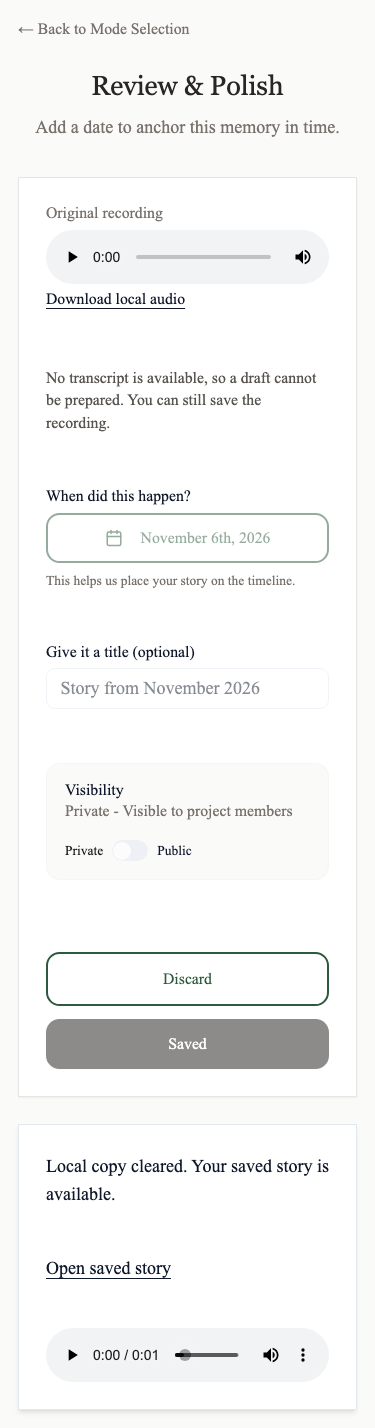 ← Back to Mode Selection
Review & Polish
Add a date to anchor this memory in time.
Original recording
0:00
Download local audio
No transcript is available, so a draft cannot
be prepared. You can still save the
recording.
When did this happen?
November 6th, 2026
This helps us place your story on the timeline.
Give it a title (optional)
Story from November 2026
Visibility
Private - Visible to project members
Private Public
Discard
Saved
Local copy cleared. Your saved story is
available.
Open saved story
0:00 / 0:01